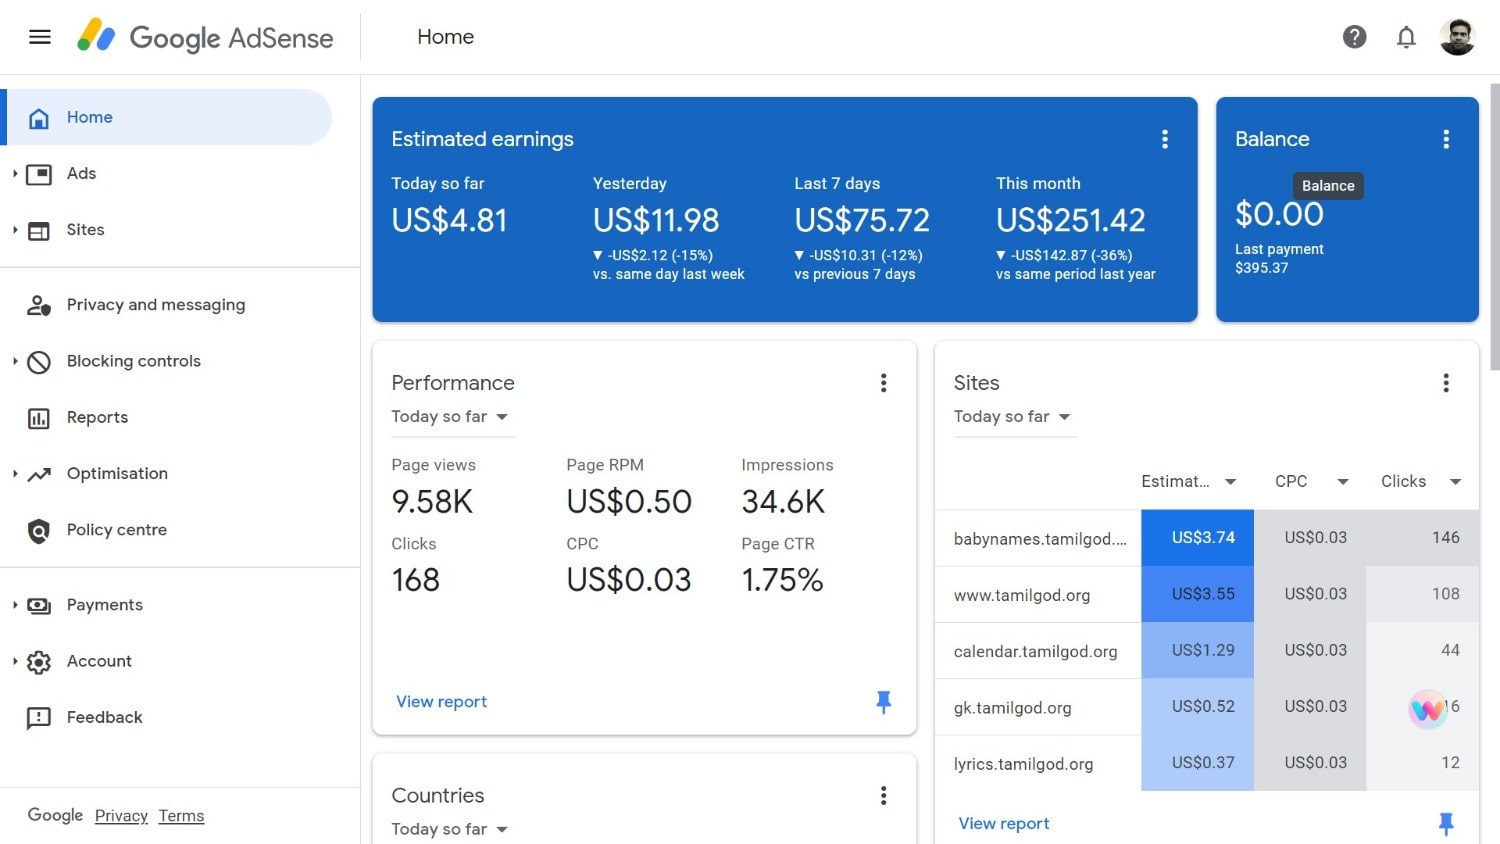 Google AdSense
Home
Home
Ads
Sites
Privacy and messaging
Blocking controls
Reports
Optimisation
Policy centre
Payments
Account
Feedback
Google Privacy Terms
Estimated earnings
Today so far
US$4.81
Yesterday
US$11.98
▼ -US$2.12 (-15%)
vs. same day last week
Last 7 days
US$75.72
▼ -US$10.31 (-12%)
vs previous 7 days
This month
US$251.42
▼ -US$142.87 (-36%)
vs same period last year
Balance
Balance
$0.00
Last payment
$395.37
Performance
Today so far
Page views Page RPM Impressions
9.58K US$0.50 34.6K
Clicks CPC Page CTR
168 US$0.03 1.75%
View report
Countries
Today so far
Sites
Today so far
Estimat... CPC Clicks
babynames.tamilgod.... US$3.74 US$0.03 146
www.tamilgod.org US$3.55 US$0.03 108
calendar.tamilgod.org US$1.29 US$0.03 44
gk.tamilgod.org US$0.52 US$0.03
lyrics.tamilgod.org US$0.37 US$0.03 12
View report